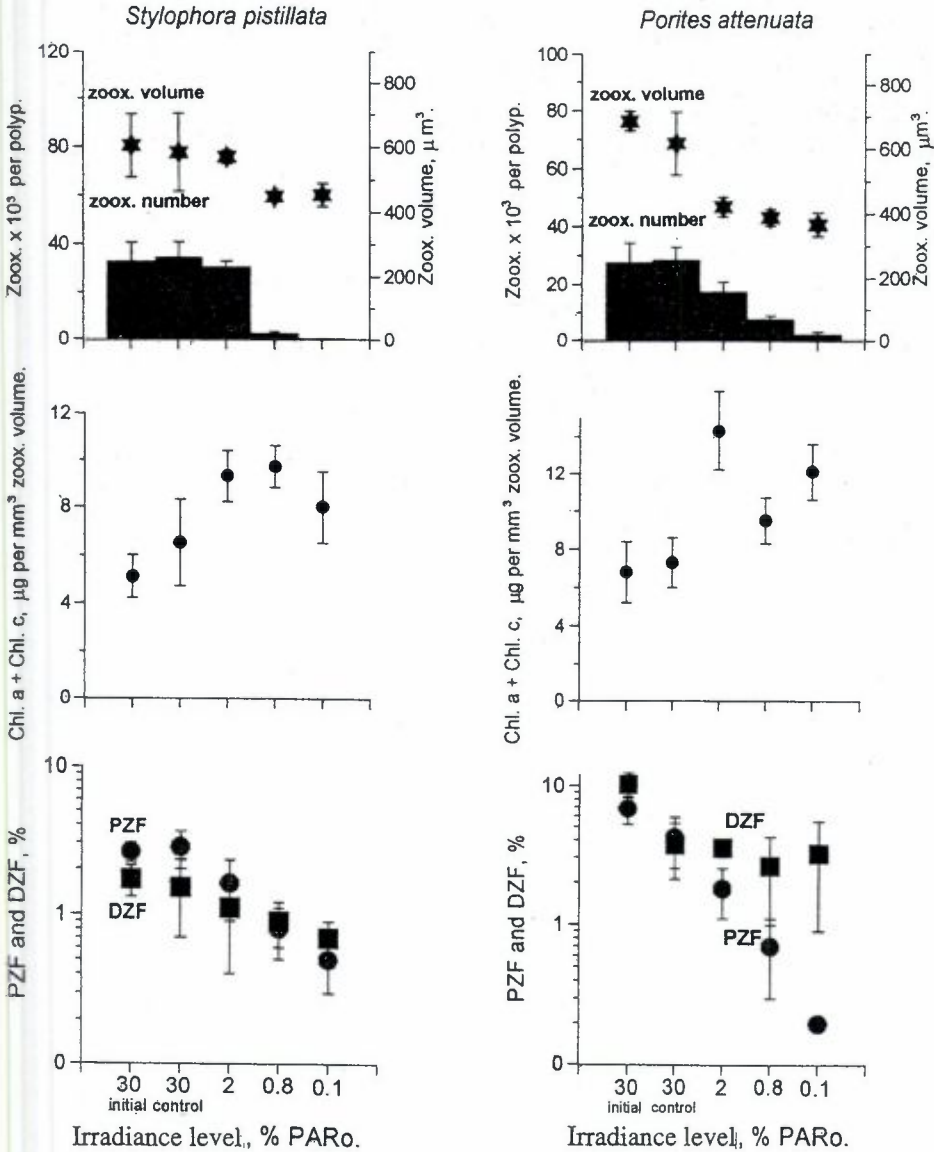 Stylophora pistillata
Porites attenuata
Zoox. x 10³ per polyp.
120
80
40
0
zoox. volume
zoox. number
800
600
400
200
0
Zoox. volume, μ m³.
Zoox. x 10³ per polyp.
100
80
60
40
20
0
zoox. volume
zoox. number
800
600
400
200
0
Zoox. volume, μm³.
Chl. a + Chl. c, μg per mm³ zoox. volume.
12
8
4
0
Chl. a + Chl. c, μg per mm³ zoox. volume.
12
8
4
0
PZF and DZF, %
10
1
0
PZF
DZF
30 30 2 0.8 0.1
initial control
Irradiance level,, % PARo.
PZF and DZF, %
10
1
0
DZF
PZF
30 30 2 0.8 0.1
initial control
Irradiance level, % PARo.